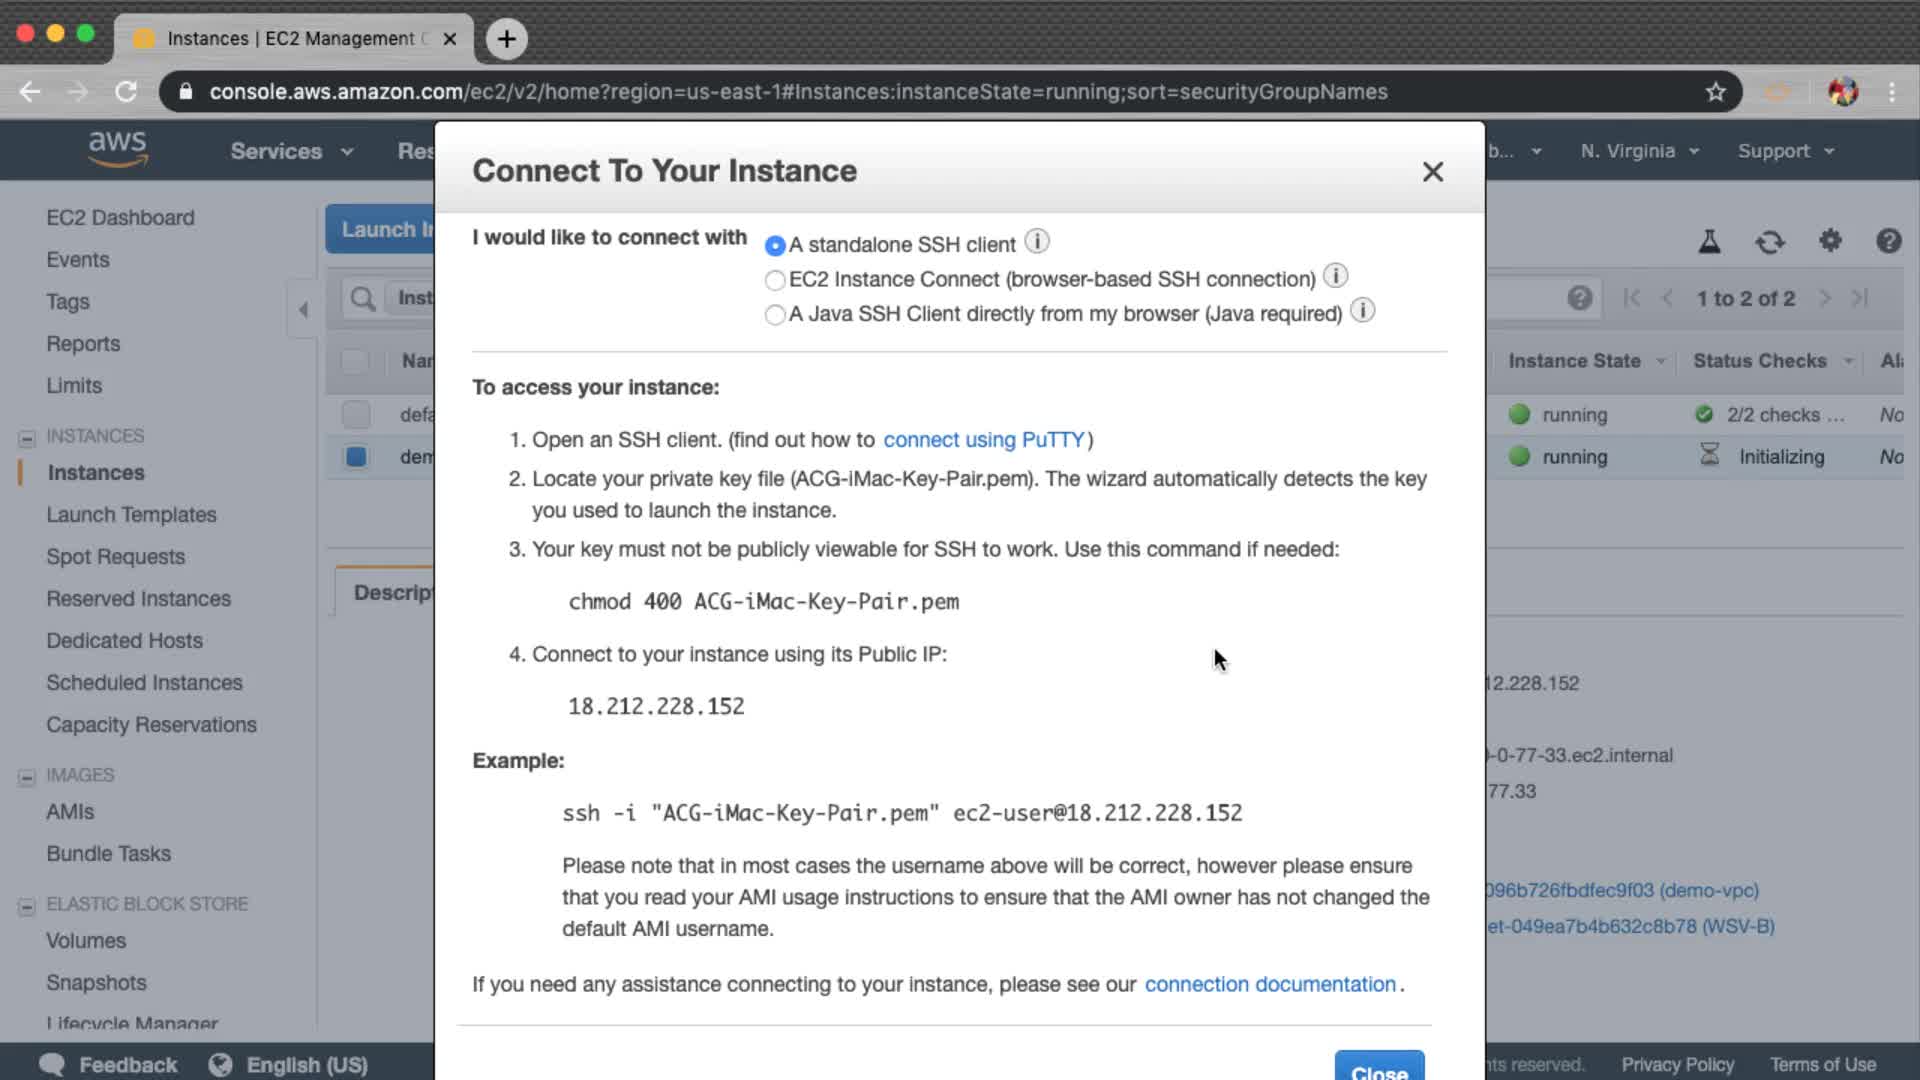 Instances | EC2 Management
console.aws.amazon.com/ec2/v2/home?region=us-east-1#Instances:instanceState=running;sort=securityGroupNames
aws
Services
N. Virginia
Support
Connect To Your Instance
I would like to connect with
A standalone SSH client
EC2 Instance Connect (browser-based SSH connection)
A Java SSH Client directly from my browser (Java required)
To access your instance:
1. Open an SSH client. (find out how to connect using PuTTY)
2. Locate your private key file (ACG-iMac-Key-Pair.pem). The wizard automatically detects the key
you used to launch the instance.
3. Your key must not be publicly viewable for SSH to work. Use this command if needed:
chmod 400 ACG-iMac-Key-Pair.pem
4. Connect to your instance using its Public IP:
18.212.228.152
Example:
ssh -i "ACG-iMac-Key-Pair.pem" ec2-user@18.212.228.152
Please note that in most cases the username above will be correct, however please ensure
that you read your AMI usage instructions to ensure that the AMI owner has not changed the
default AMI username.
If you need any assistance connecting to your instance, please see our connection documentation.
Close
EC2 Dashboard
Events
Tags
Reports
Limits
INSTANCES
Instances
Launch Templates
Spot Requests
Reserved Instances
Dedicated Hosts
Scheduled Instances
Capacity Reservations
IMAGES
AMIs
Bundle Tasks
ELASTIC BLOCK STORE
Volumes
Snapshots
Lifecycle Manager
Launch
1 to 2 of 2
Instance State
Status Checks
running
2/2 checks ...
running
Initializing
12.228.152
-0-77-33.ec2.internal
77.33
096b726fbdfec9f03 (demo-vpc)
et-049ea7b4b632c8b78 (WSV-B)
Feedback
English (US)
reserved.
Privacy Policy
Terms of Use